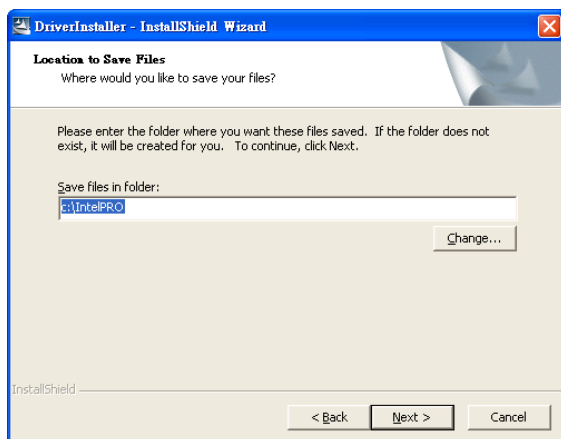 DriverInstaller - InstallShield Wizard
Location to Save Files
Where would you like to save your files?
Please enter the folder where you want these files saved. If the folder does not
exist, it will be created for you. To continue, click Next.
Save files in folder:
c:\IntelPRO
Change...
InstallShield
< Back Next > Cancel